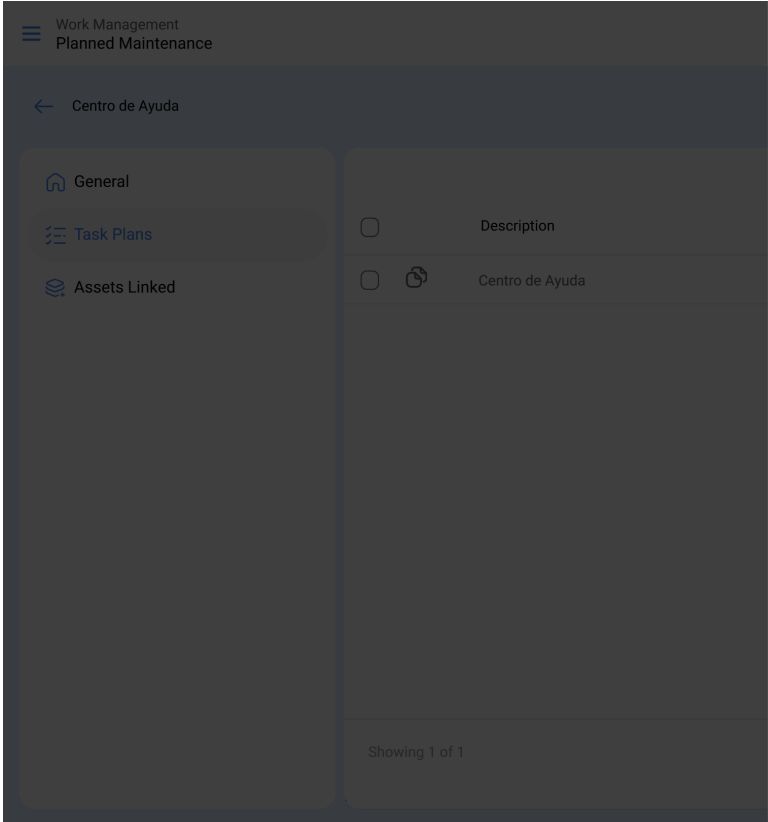 Work Management
Planned Maintenance
Centro de Ayuda
General
Task Plans
Assets Linked
Description
Centro de Ayuda
Showing 1 of 1